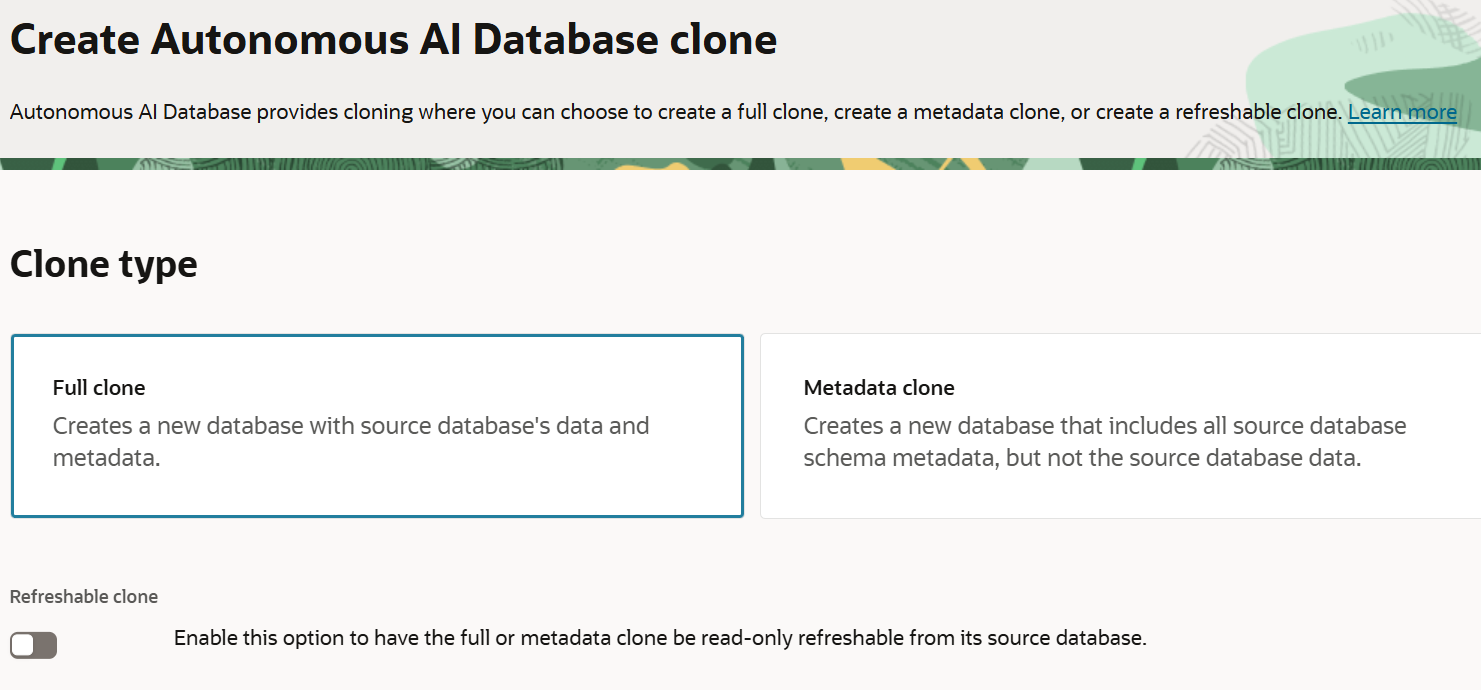 Create Autonomous AI Database clone
Autonomous AI Database provides cloning where you can choose to create a full clone, create a metadata clone, or create a refreshable clone. Learn more
Clone type
Full clone
Creates a new database with source database's data and
metadata.
Metadata clone
Creates a new database that includes all source database
schema metadata, but not the source database data.
Refreshable clone
Enable this option to have the full or metadata clone be read-only refreshable from its source database.